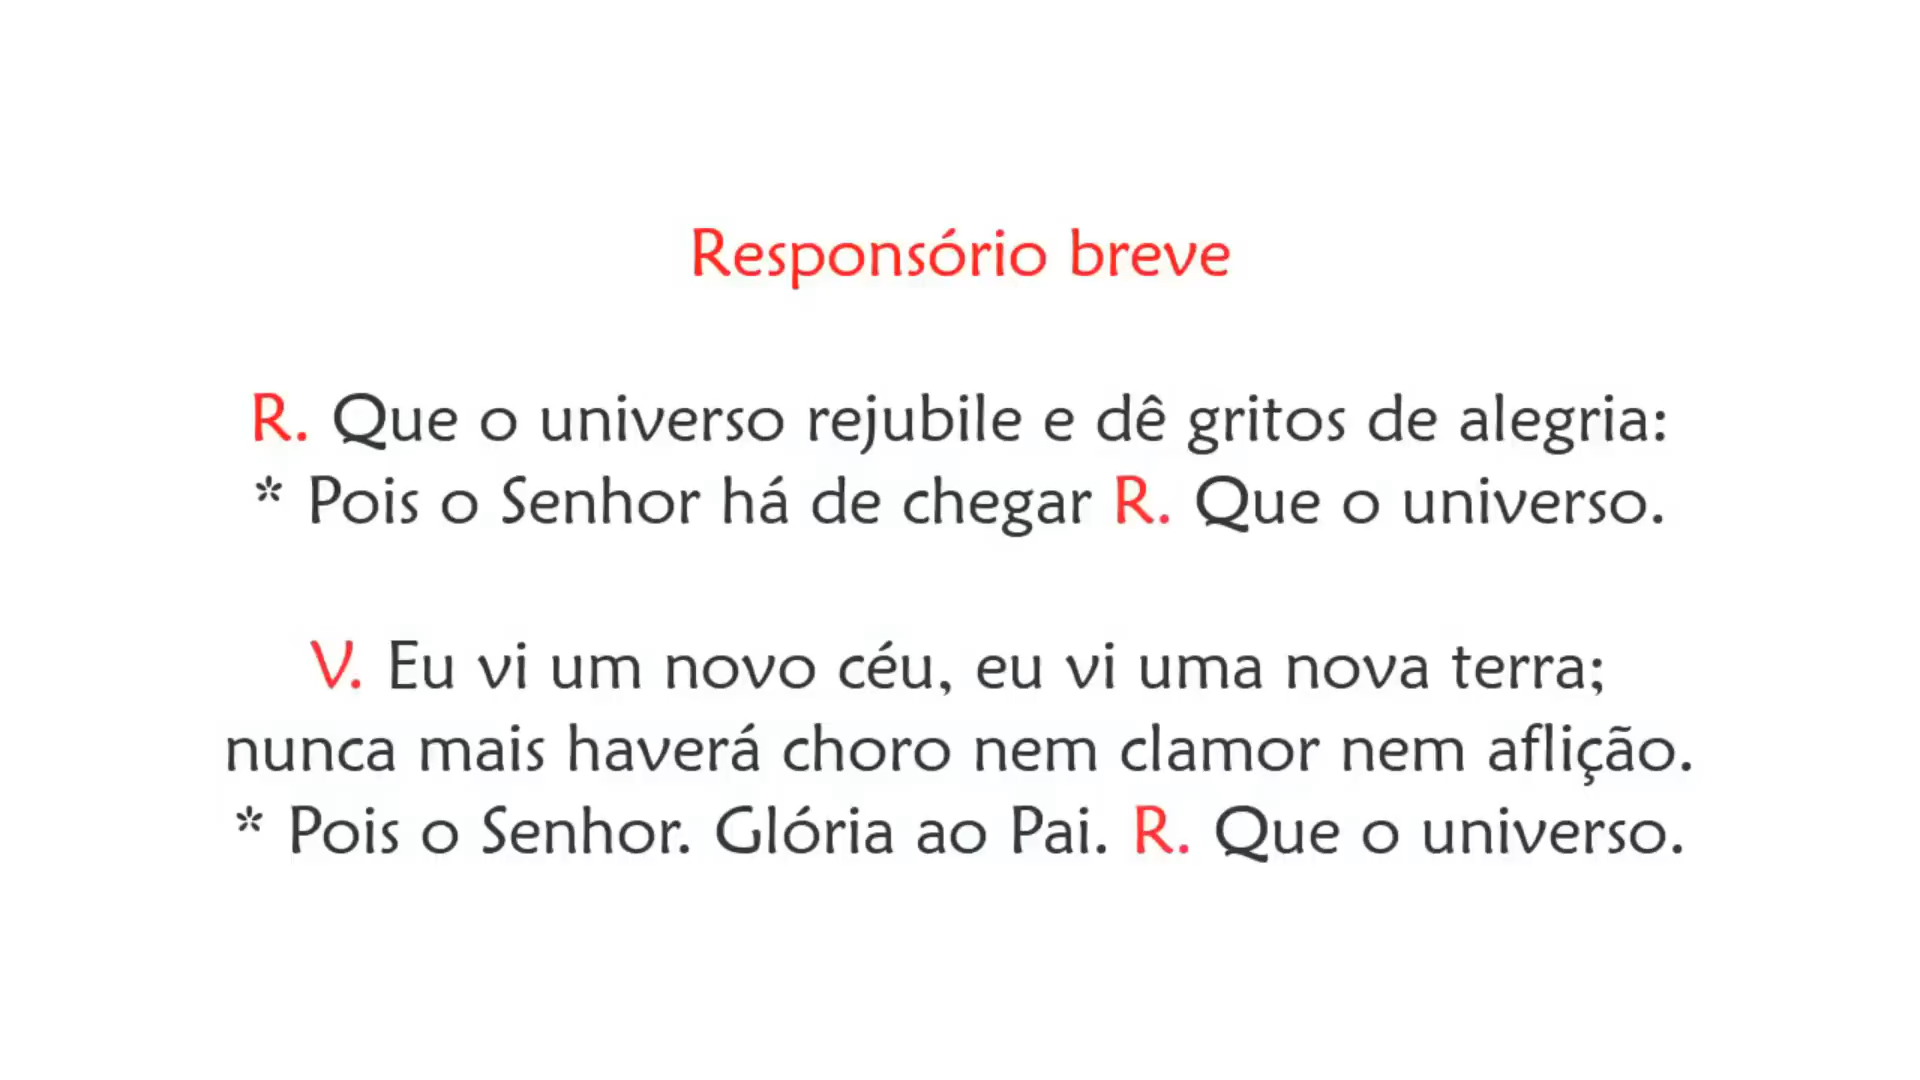 Responsório breve
R. Que o universo rejubile e dê gritos de alegria:
* Pois o Senhor há de chegar R. Que o universo.
V. Eu vi um novo céu, eu vi uma nova terra;
nunca mais haverá choro nem clamor nem aflição.
* Pois o Senhor. Glória ao Pai. R. Que o universo.